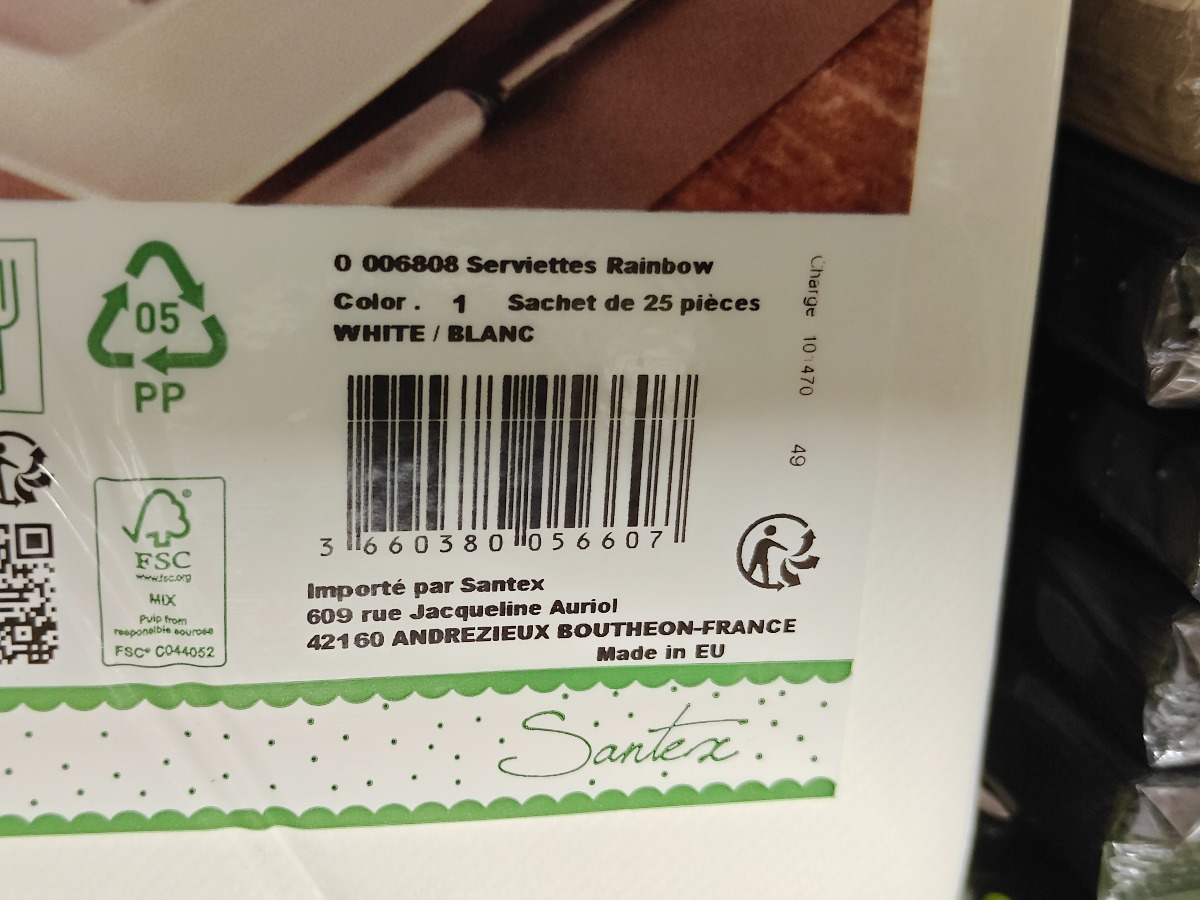 0 006808 Serviettes Rainbow
Color . 1 Sachet de 25 pièces
WHITE / BLANC
05
PP
3 660380 056607
FSC
www.fsc.org
MIX
Pulp from
responsible sources
FSC® C044052
Importé par Santex
609 rue Jacqueline Auriol
42160 ANDREZIEUX BOUTHEON-FRANCE
Made in EU
Charge 49
Santex